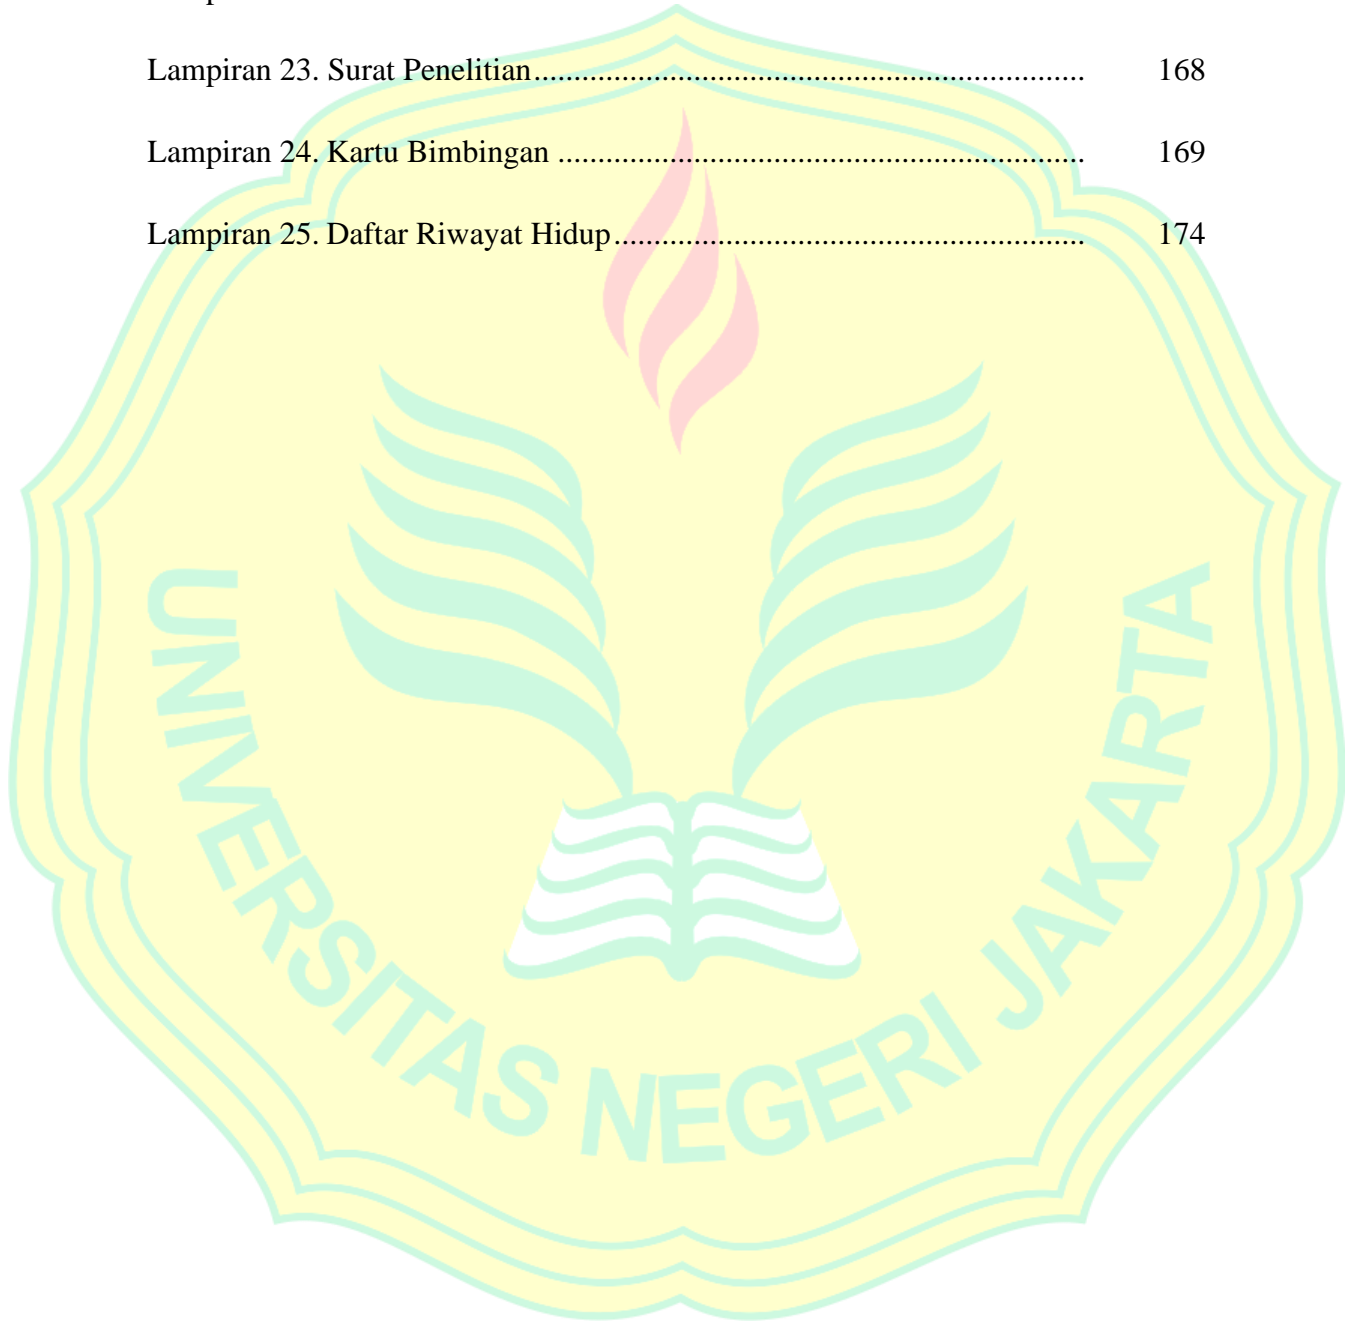 Lampiran 23. Surat Penelitian.................................................................... 168
Lampiran 24. Kartu Bimbingan ................................................................. 169
Lampiran 25. Daftar Riwayat Hidup.......................................................... 174
UNIVERSITAS NEGERI JAKARTA